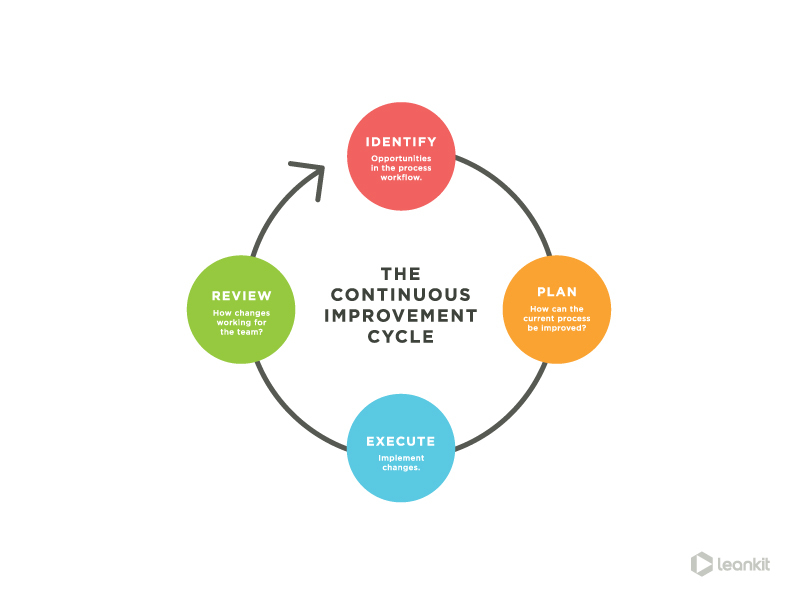 IDENTIFY
Opportunities
in the process
workflow.
PLAN
How can the
current process
be improved?
EXECUTE
Implement
changes.
REVIEW
How changes
working for
the team?
THE
CONTINUOUS
IMPROVEMENT
CYCLE
leankit